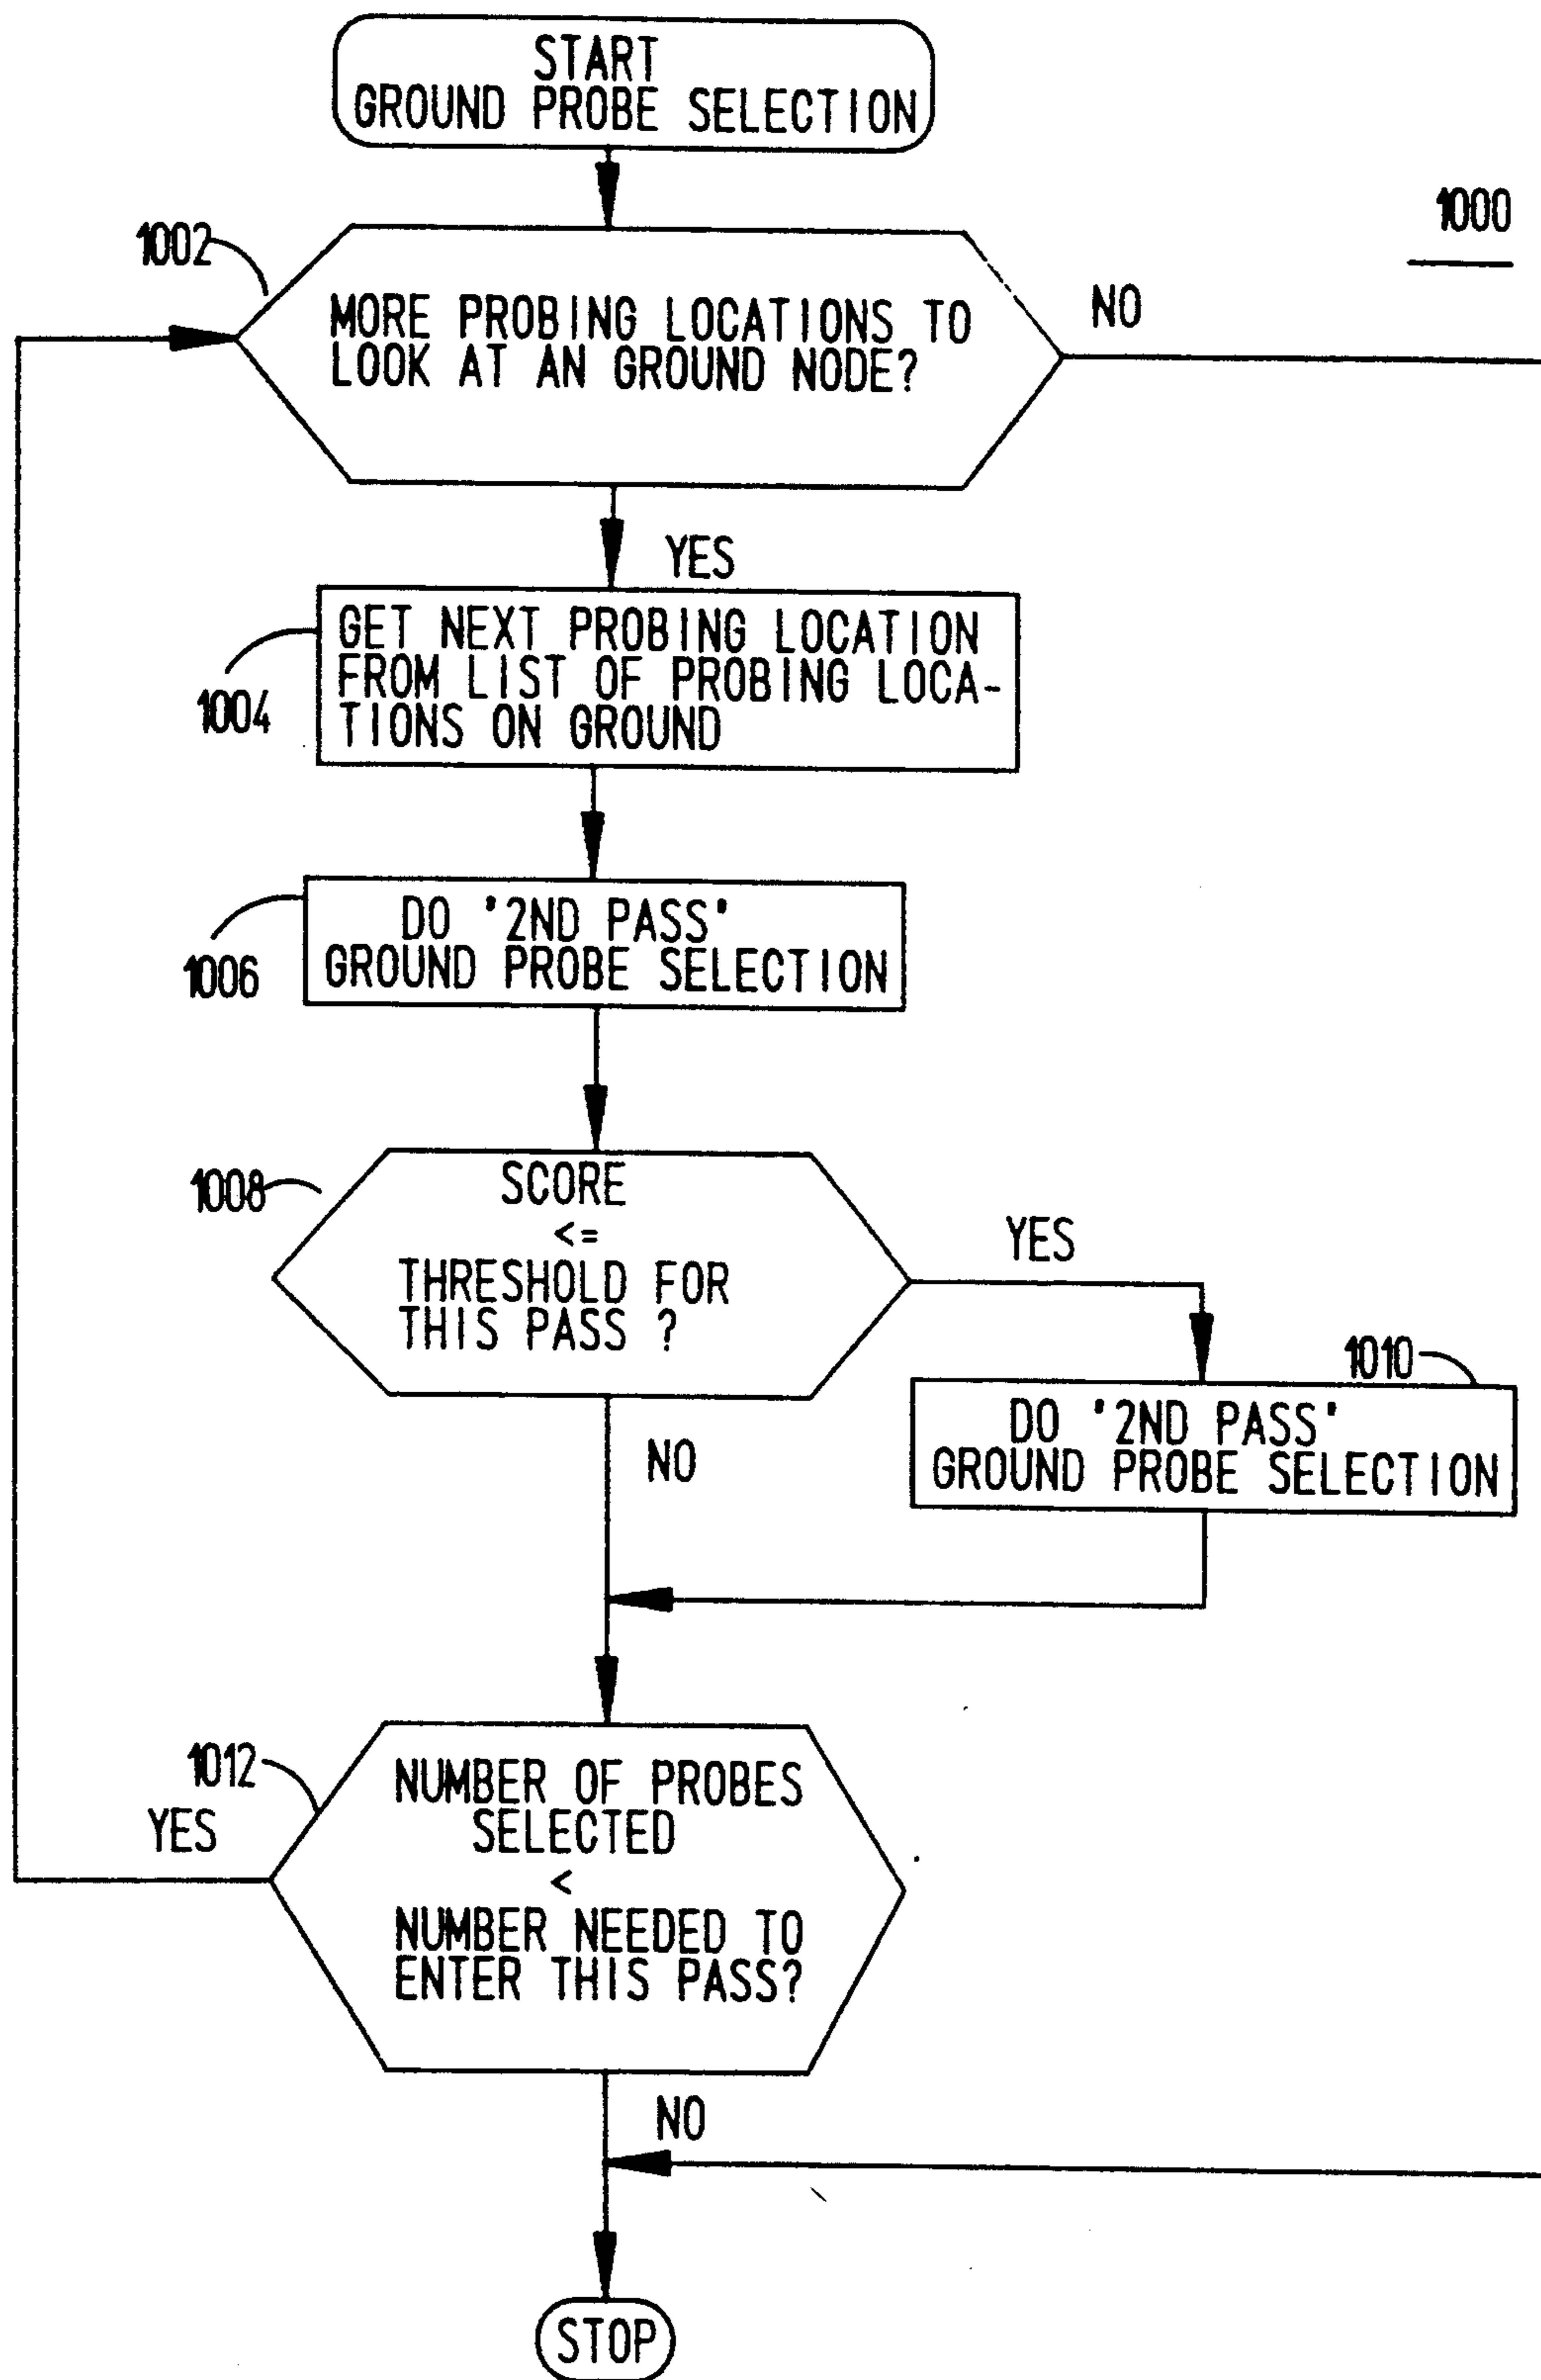 START
GROUND PROBE SELECTION
1000
1002
MORE PROBING LOCATIONS TO
LOOK AT AN GROUND NODE?
NO
YES
GET NEXT PROBING LOCATION
FROM LIST OF PROBING LOCA-
TIONS ON GROUND
1004
DO '2ND PASS'
GROUND PROBE SELECTION
1006
1008
SCORE
<=
THRESHOLD FOR
THIS PASS ?
YES
NO
1010
DO '2ND PASS'
GROUND PROBE SELECTION
1012
YES
NUMBER OF PROBES
SELECTED
<
NUMBER NEEDED TO
ENTER THIS PASS?
NO
STOP